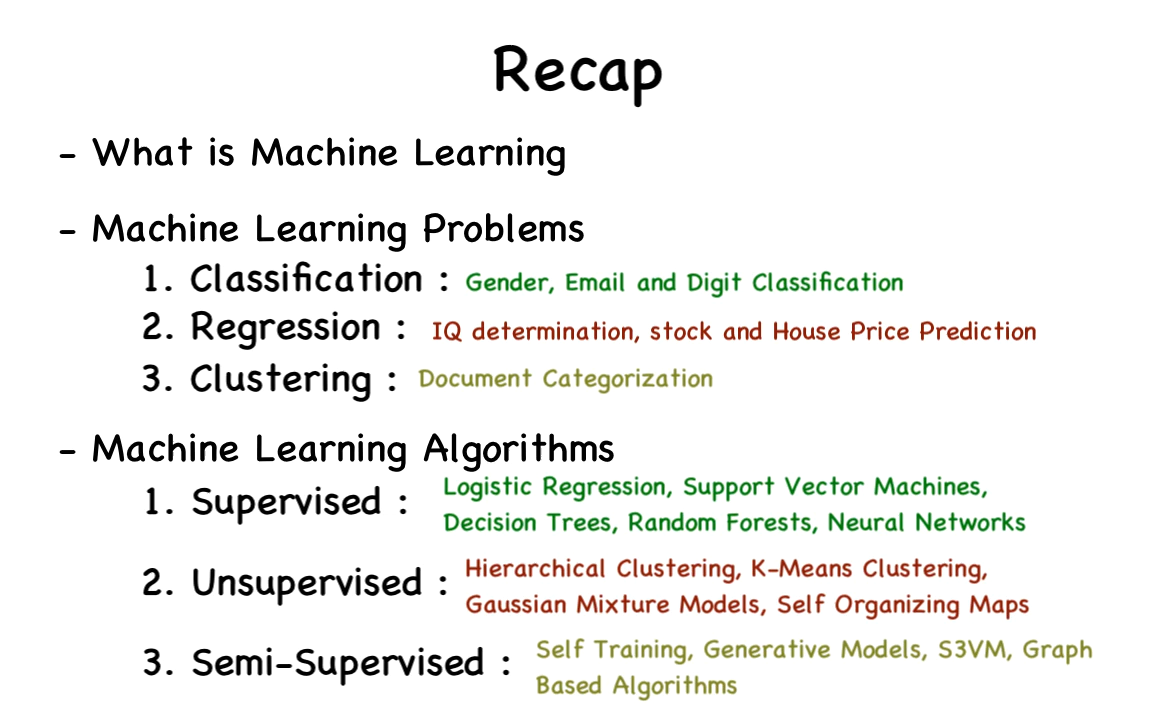 Recap
- What is Machine Learning
- Machine Learning Problems
1. Classification : Gender, Email and Digit Classification
2. Regression : IQ determination, stock and House Price Prediction
3. Clustering : Document Categorization
- Machine Learning Algorithms
1. Supervised : Logistic Regression, Support Vector Machines,
Decision Trees, Random Forests, Neural Networks
2. Unsupervised : Hierarchical Clustering, K-Means Clustering,
Gaussian Mixture Models, Self Organizing Maps
3. Semi-Supervised : Self Training, Generative Models, S3VM, Graph
Based Algorithms